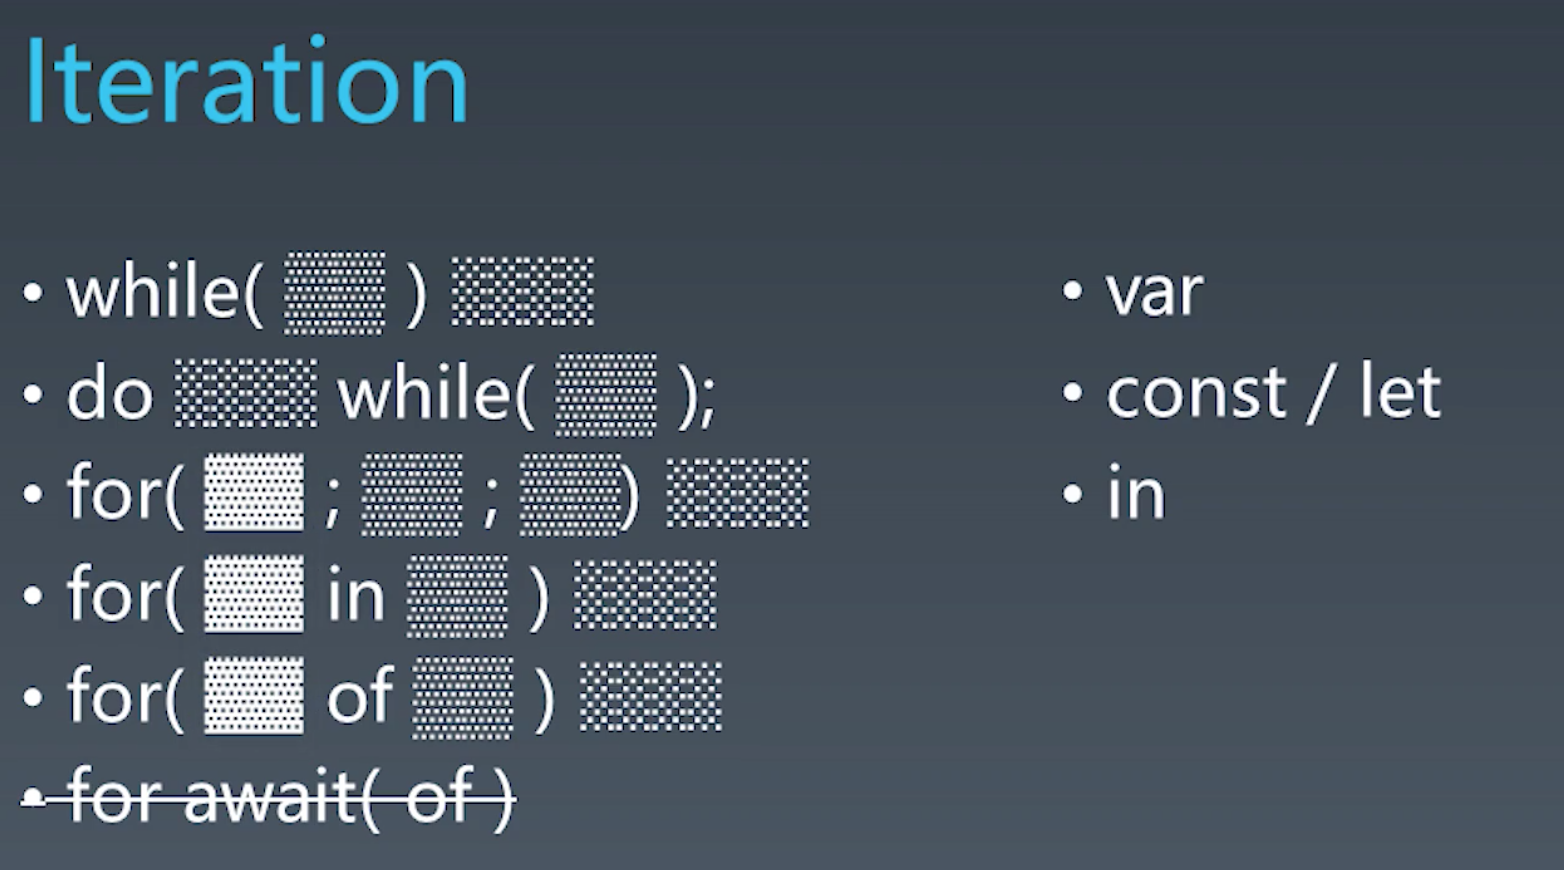 Iteration
• while( ▒▒ ) ░░░
• do ░░░ while( ▒▒ );
• for( ▓▓ ; ▒▒ ; ▒▒) ░░░
• for( ▓▓ in ▒▒ ) ░░░
• for( ▓▓ of ▒▒ ) ░░░
• for await( of )
• var
• const / let
• in